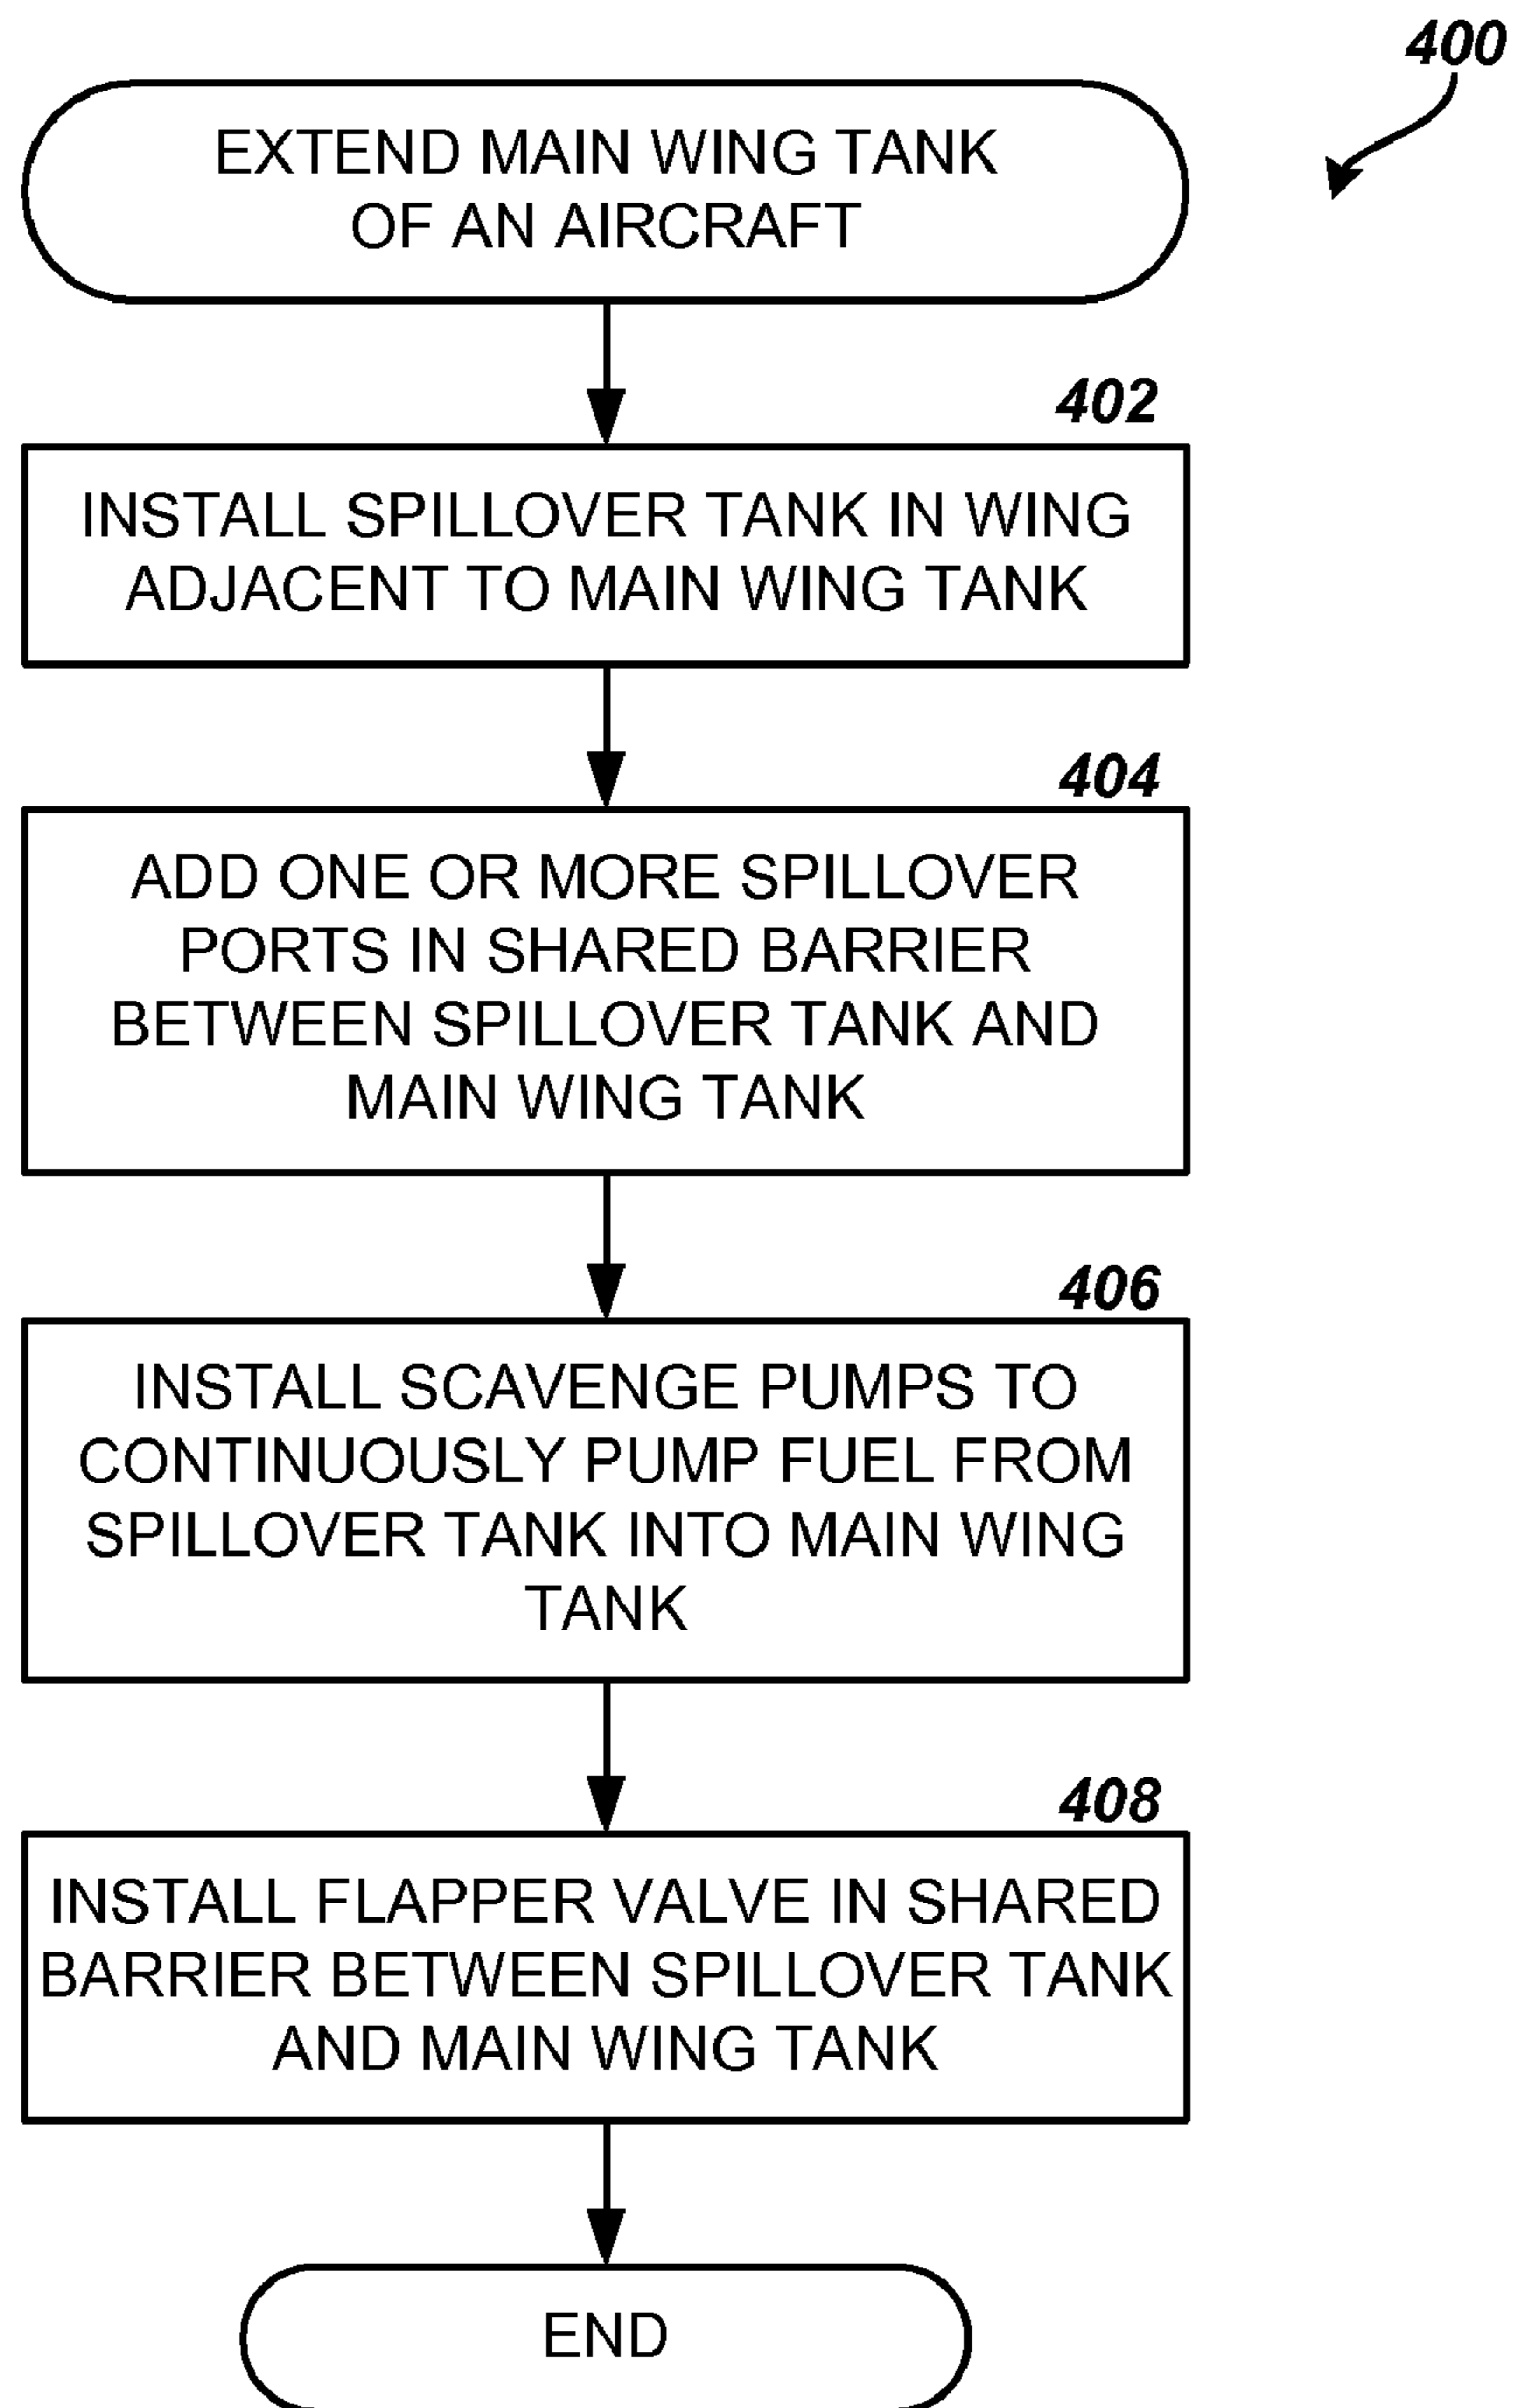 400
EXTEND MAIN WING TANK
OF AN AIRCRAFT
402
INSTALL SPILLOVER TANK IN WING
ADJACENT TO MAIN WING TANK
404
ADD ONE OR MORE SPILLOVER
PORTS IN SHARED BARRIER
BETWEEN SPILLOVER TANK AND
MAIN WING TANK
406
INSTALL SCAVENGE PUMPS TO
CONTINUOUSLY PUMP FUEL FROM
SPILLOVER TANK INTO MAIN WING
TANK
408
INSTALL FLAPPER VALVE IN SHARED
BARRIER BETWEEN SPILLOVER TANK
AND MAIN WING TANK
END